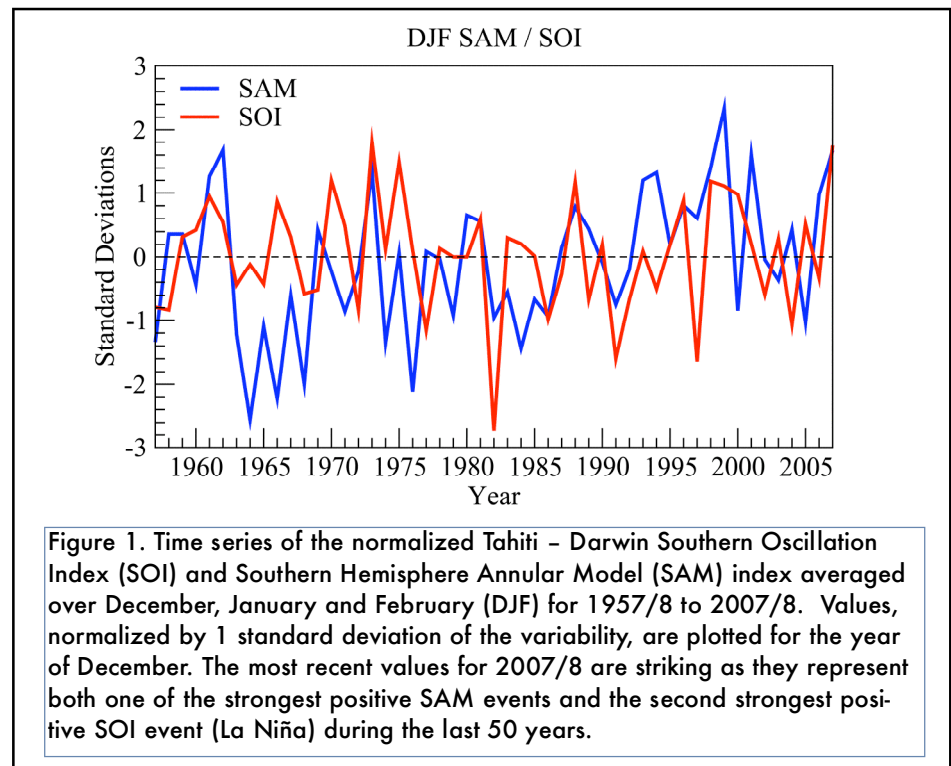 DJF SAM / SOI
3
2
1
0
-1
-2
-3
Standard Deviations
SAM
SOI
1960 1965 1970 1975 1980 1985 1990 1995 2000 2005
Year
Figure 1. Time series of the normalized Tahiti – Darwin Southern Oscillation
Index (SOI) and Southern Hemisphere Annular Model (SAM) index averaged
over December, January and February (DJF) for 1957/8 to 2007/8.  Values,
normalized by 1 standard deviation of the variability, are plotted for the year
of December. The most recent values for 2007/8 are striking as they represent
both one of the strongest positive SAM events and the second strongest posi-
tive SOI event (La Niña) during the last 50 years.